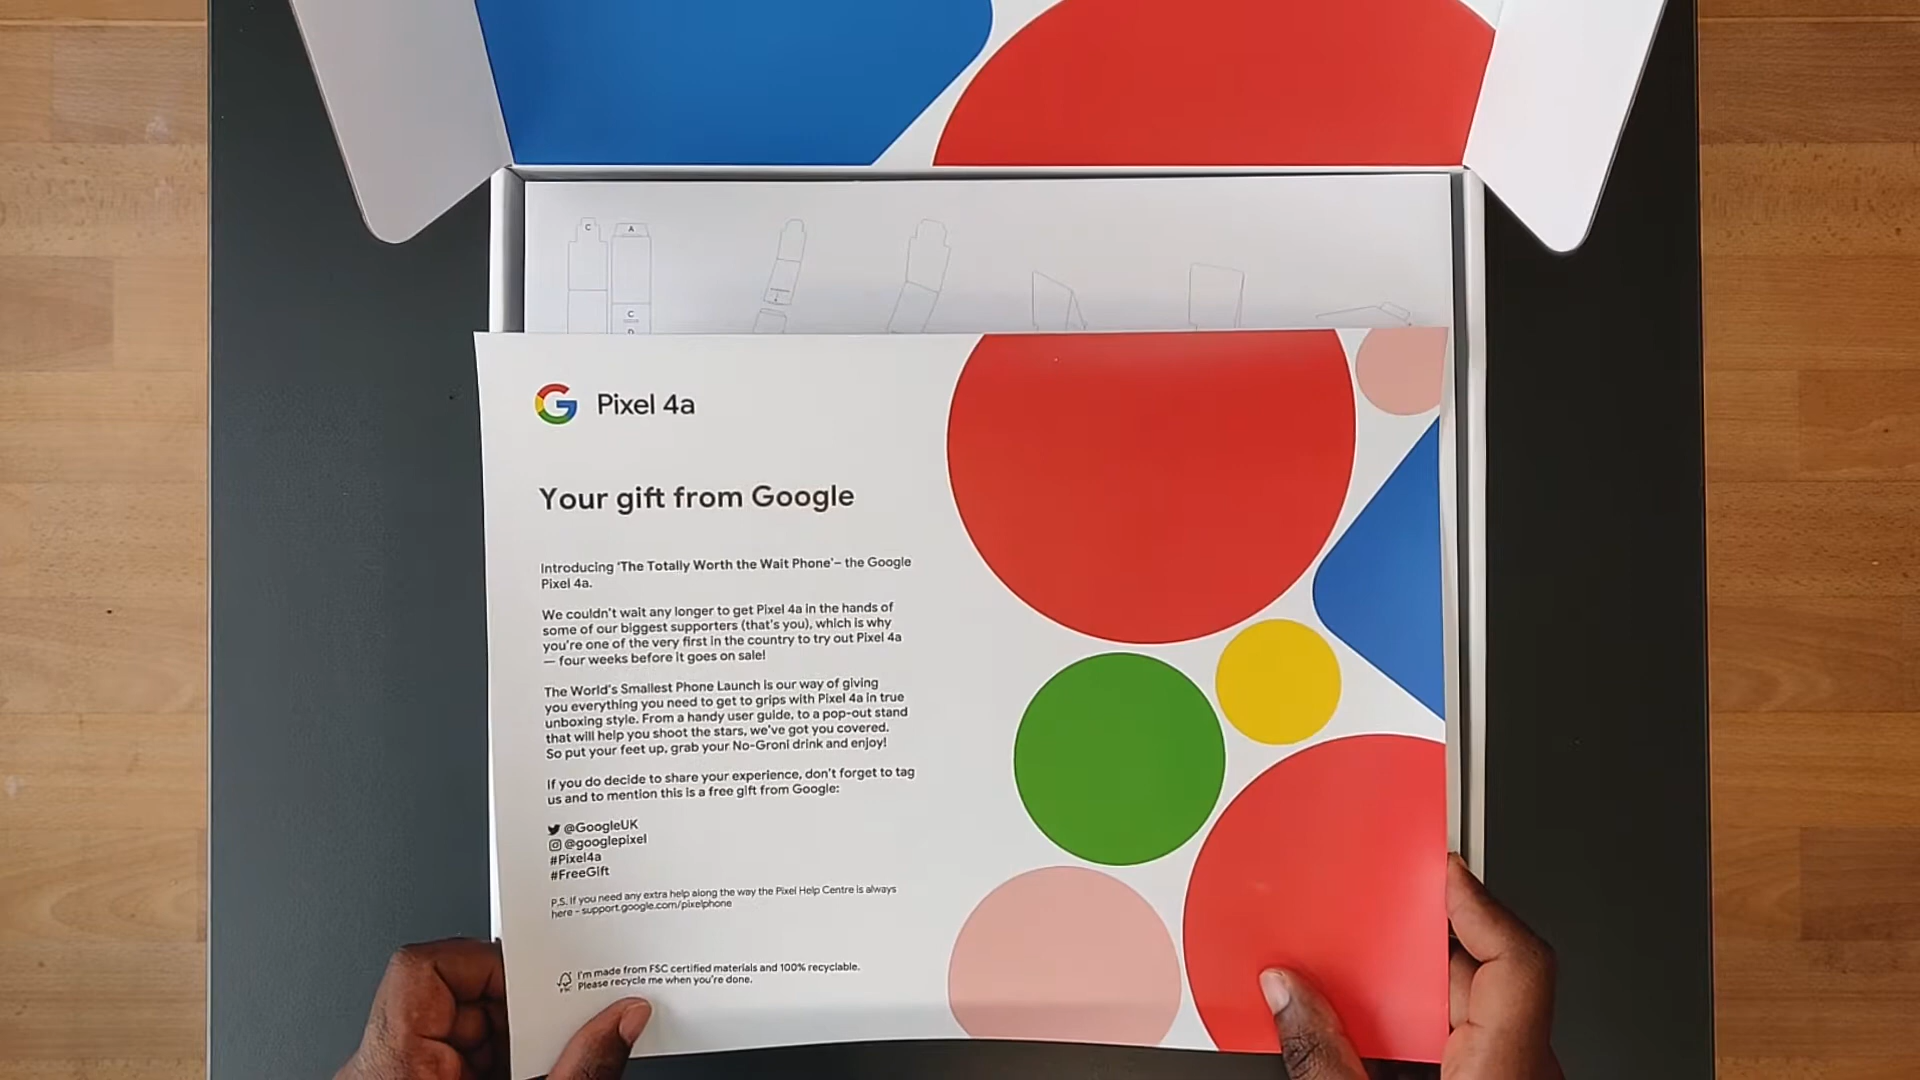 C
A
C
D
G Pixel 4a
Your gift from Google
Introducing ‘The Totally Worth the Wait Phone’– the Google
Pixel 4a.
We couldn't wait any longer to get Pixel 4a in the hands of
some of our biggest supporters (that's you), which is why
you're one of the very first in the country to try out Pixel 4a
— four weeks before it goes on sale!
The World's Smallest Phone Launch is our way of giving
you everything you need to get to grips with Pixel 4a in true
unboxing style. From a handy user guide, to a pop-out stand
that will help you shoot the stars, we've got you covered.
So put your feet up, grab your No-Groni drink and enjoy!
If you do decide to share your experience, don't forget to tag
us and to mention this is a free gift from Google:
@GoogleUK
@googlepixel
#Pixel4a
#FreeGift
P.S. If you need any extra help along the way the Pixel Help Centre is always
here - support.google.com/pixelphone
FSC
I'm made from FSC certified materials and 100% recyclable.
Please recycle me when you're done.